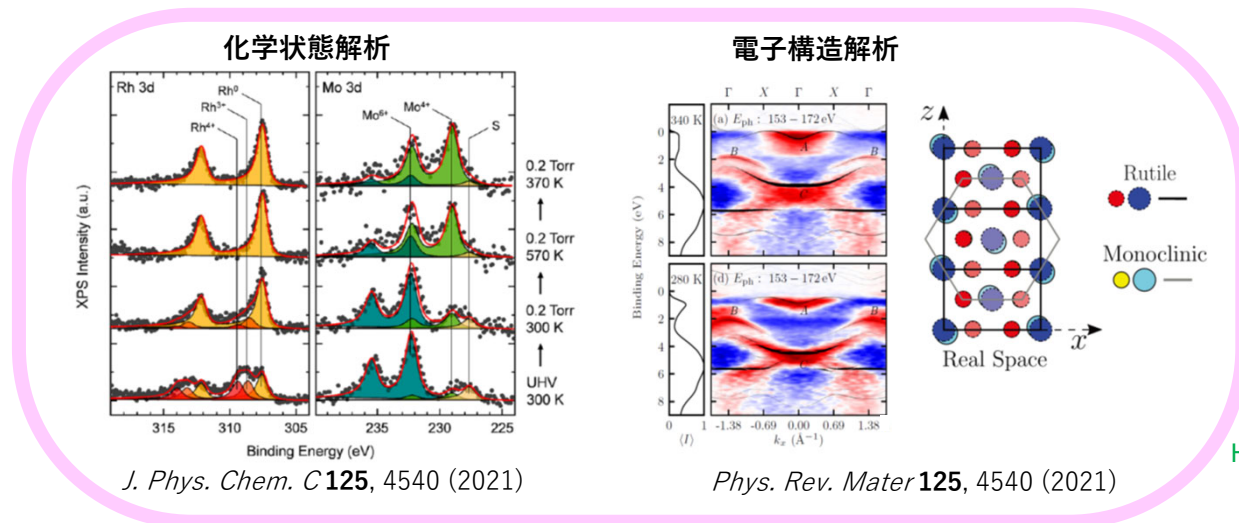 化学状態解析
Rh 3d
Rh⁰
Rh³⁺
Rh⁴⁺
Mo 3d
Mo⁶⁺
Mo⁴⁺
S
0.2 Torr
370 K
0.2 Torr
570 K
0.2 Torr
300 K
UHV
300 K
XPS Intensity (a.u.)
315
310
305
235
230
225
Binding Energy (eV)
J. Phys. Chem. C 125, 4540 (2021)
電子構造解析
Γ X Γ X Γ
340 K
(a) E_ph : 153 – 172 eV
A
B
B
C
0
2
4
6
8
280 K
(d) E_ph : 153 – 172 eV
A
B
B
C
0
2
4
6
8
Binding Energy (eV)
0 1
⟨I⟩
-1.38 -0.69 0.00 0.69 1.38
k_x (Å⁻¹)
z
x
Real Space
Rutile
Monoclinic
Phys. Rev. Mater 125, 4540 (2021)